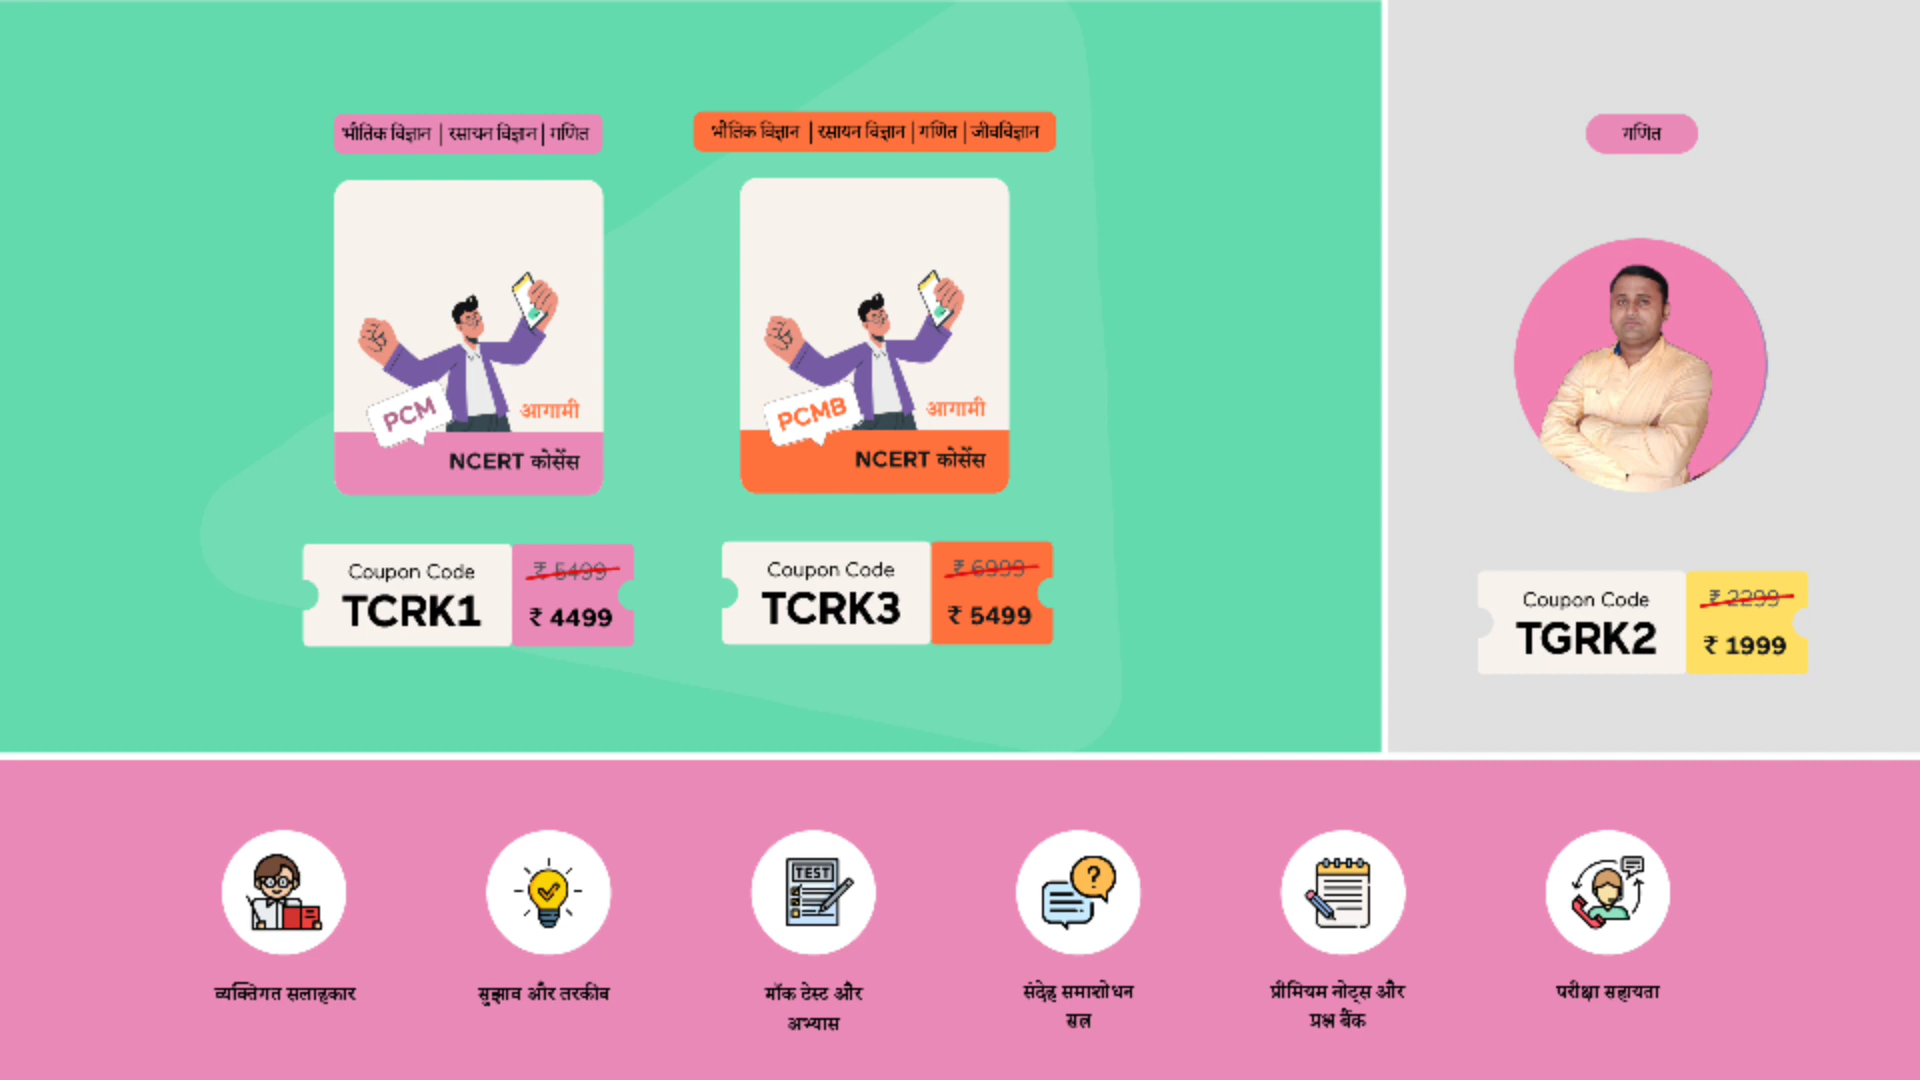 भौतिक विज्ञान | रसायन विज्ञान | गणित
भौतिक विज्ञान | रसायन विज्ञान | गणित | जीवविज्ञान
गणित
PCM
आगामी
NCERT कोर्सेस
PCMB
आगामी
NCERT कोर्सेस
Coupon Code
TCRK1
₹ 5499
₹ 4499
Coupon Code
TCRK3
₹ 6999
₹ 5499
Coupon Code
TGRK2
₹ 2299
₹ 1999
TEST
?
व्यक्तिगत सलाहकार
सुझाव और तरकीब
मॉक टेस्ट और
अभ्यास
संदेह समाशोधन
सत्र
प्रीमियम नोट्स और
प्रश्न बैंक
परीक्षा सहायता